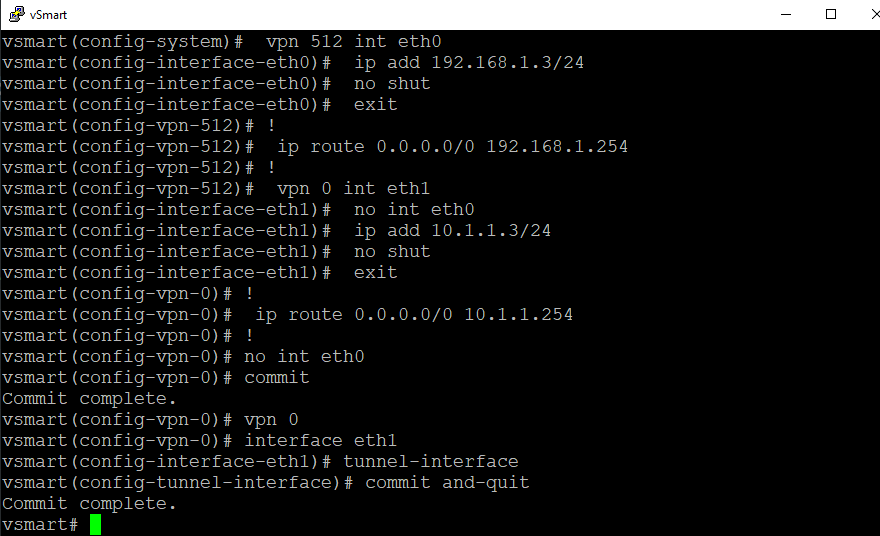 vSmart
vsmart(config-system)#  vpn 512 int eth0
vsmart(config-interface-eth0)#  ip add 192.168.1.3/24
vsmart(config-interface-eth0)#  no shut
vsmart(config-interface-eth0)#  exit
vsmart(config-vpn-512)# !
vsmart(config-vpn-512)#  ip route 0.0.0.0/0 192.168.1.254
vsmart(config-vpn-512)# !
vsmart(config-vpn-512)#  vpn 0 int eth1
vsmart(config-interface-eth1)#  no int eth0
vsmart(config-interface-eth1)#  ip add 10.1.1.3/24
vsmart(config-interface-eth1)#  no shut
vsmart(config-interface-eth1)#  exit
vsmart(config-vpn-0)# !
vsmart(config-vpn-0)#  ip route 0.0.0.0/0 10.1.1.254
vsmart(config-vpn-0)# !
vsmart(config-vpn-0)# no int eth0
vsmart(config-vpn-0)# commit
Commit complete.
vsmart(config-vpn-0)# vpn 0
vsmart(config-vpn-0)# interface eth1
vsmart(config-interface-eth1)# tunnel-interface
vsmart(config-tunnel-interface)# commit and-quit
Commit complete.
vsmart#